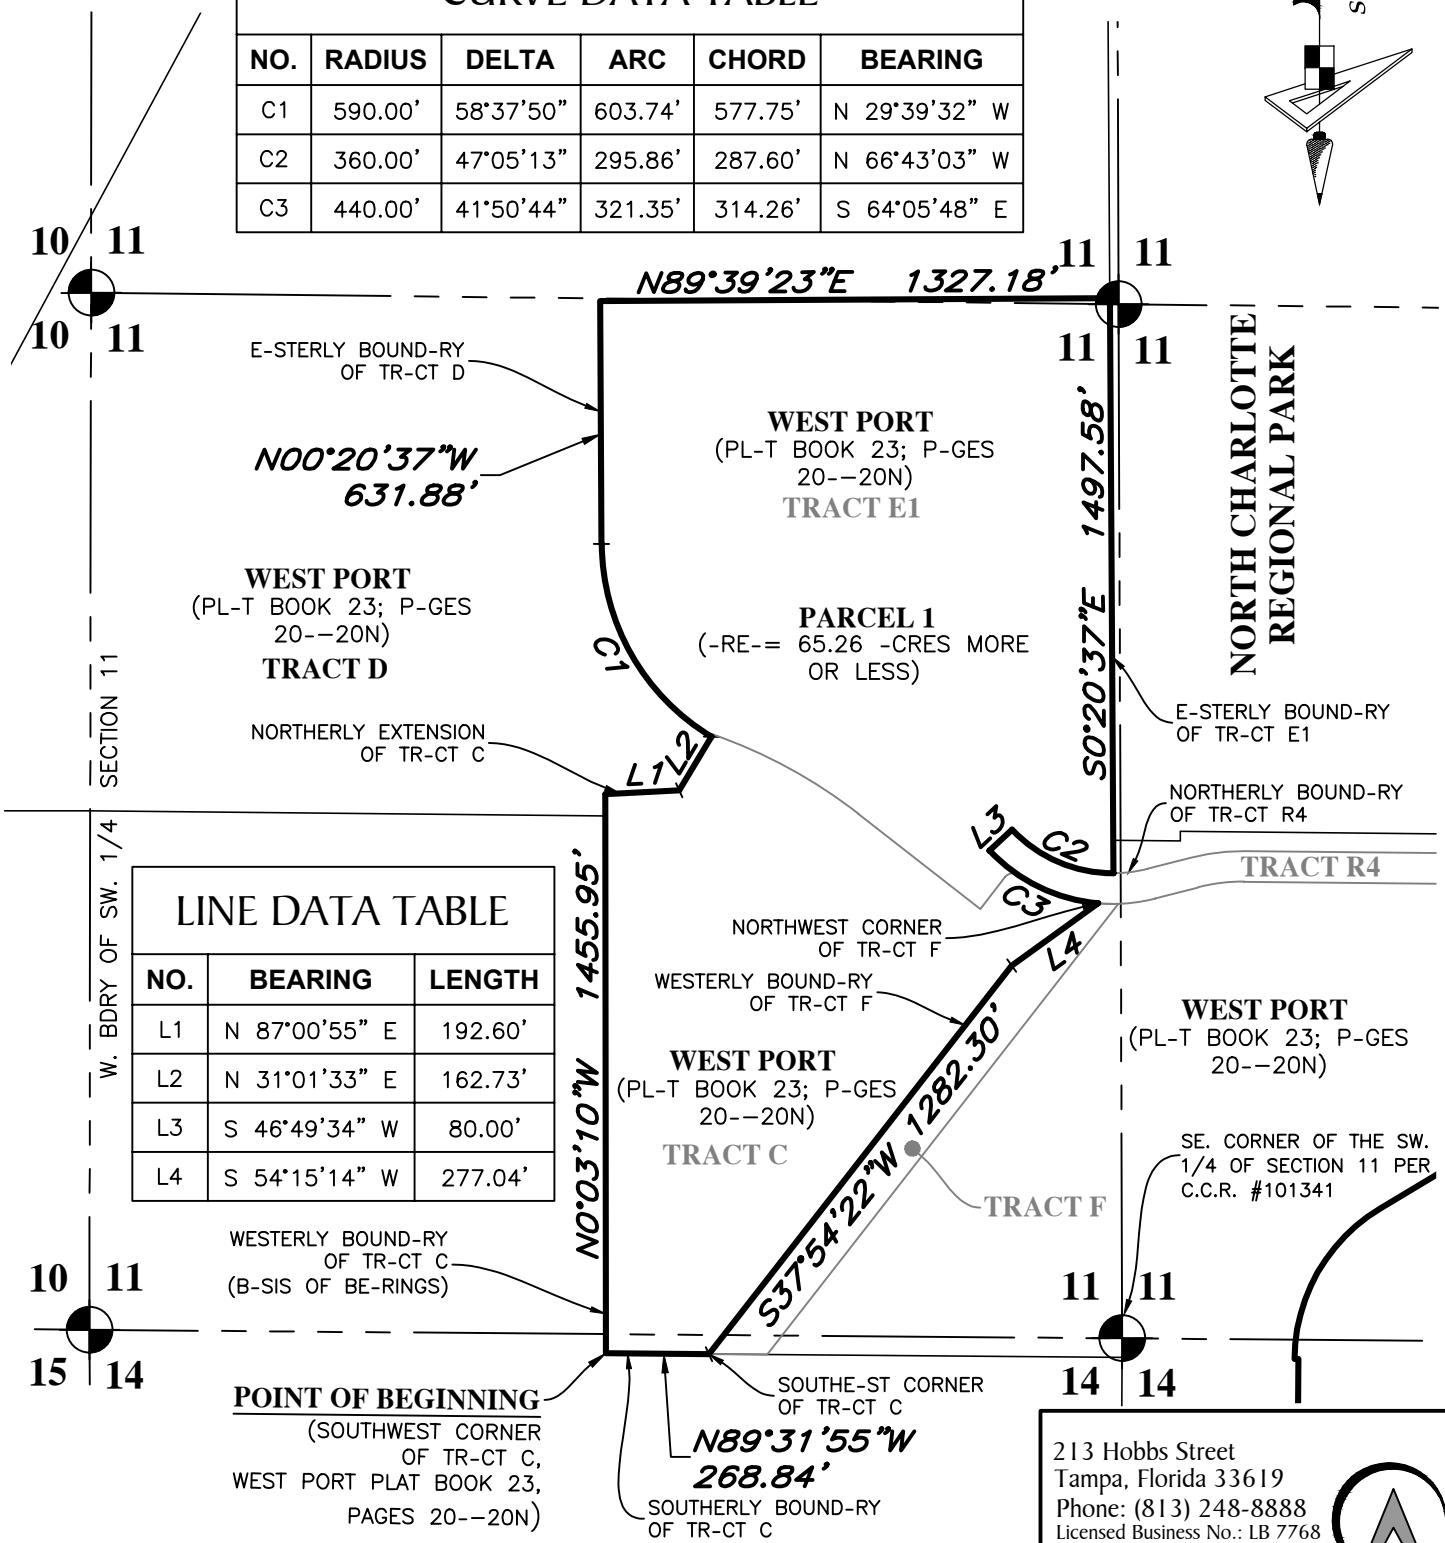 CURVE DATA TABLE
NO. RADIUS DELTA ARC CHORD BEARING
C1 590.00' 58°37'50" 603.74' 577.75' N 29°39'32" W
C2 360.00' 47°05'13" 295.86' 287.60' N 66°43'03" W
C3 440.00' 41°50'44" 321.35' 314.26' S 64°05'48" E
S
10 11
10 11
11 11
11 11
N89°39'23"E 1327.18'
E-STERLY BOUND-RY
OF TR-CT D
N00°20'37"W
631.88'
WEST PORT
(PL-T BOOK 23; P-GES
20-–20N)
TRACT E1
1497.58'
S0°20'37"E
NORTH CHARLOTTE
REGIONAL PARK
WEST PORT
(PL-T BOOK 23; P-GES
20-–20N)
TRACT D
C1
PARCEL 1
(-RE-= 65.26 -CRES MORE
OR LESS)
SECTION 11
W. BDRY OF SW. 1/4
NORTHERLY EXTENSION
OF TR-CT C
L1
L2
E-STERLY BOUND-RY
OF TR-CT E1
NORTHERLY BOUND-RY
OF TR-CT R4
L3
C2
C3
L4
TRACT R4
LINE DATA TABLE
NO. BEARING LENGTH
L1 N 87°00'55" E 192.60'
L2 N 31°01'33" E 162.73'
L3 S 46°49'34" W 80.00'
L4 S 54°15'14" W 277.04'
N0°03'10"W 1455.95'
NORTHWEST CORNER
OF TR-CT F
WESTERLY BOUND-RY
OF TR-CT F
WEST PORT
(PL-T BOOK 23; P-GES
20-–20N)
TRACT C
S37°54'22"W 1282.30'
WEST PORT
(PL-T BOOK 23; P-GES
20-–20N)
TRACT F
SE. CORNER OF THE SW.
1/4 OF SECTION 11 PER
C.C.R. #101341
WESTERLY BOUND-RY
OF TR-CT C
(B-SIS OF BE-RINGS)
10 11
15 14
11 11
14 14
POINT OF BEGINNING
(SOUTHWEST CORNER
OF TR-CT C,
WEST PORT PLAT BOOK 23,
PAGES 20-–20N)
SOUTHE-ST CORNER
OF TR-CT C
N89°31'55"W
268.84'
SOUTHERLY BOUND-RY
OF TR-CT C
213 Hobbs Street
Tampa, Florida 33619
Phone: (813) 248-8888
Licensed Business No.: LB 7768